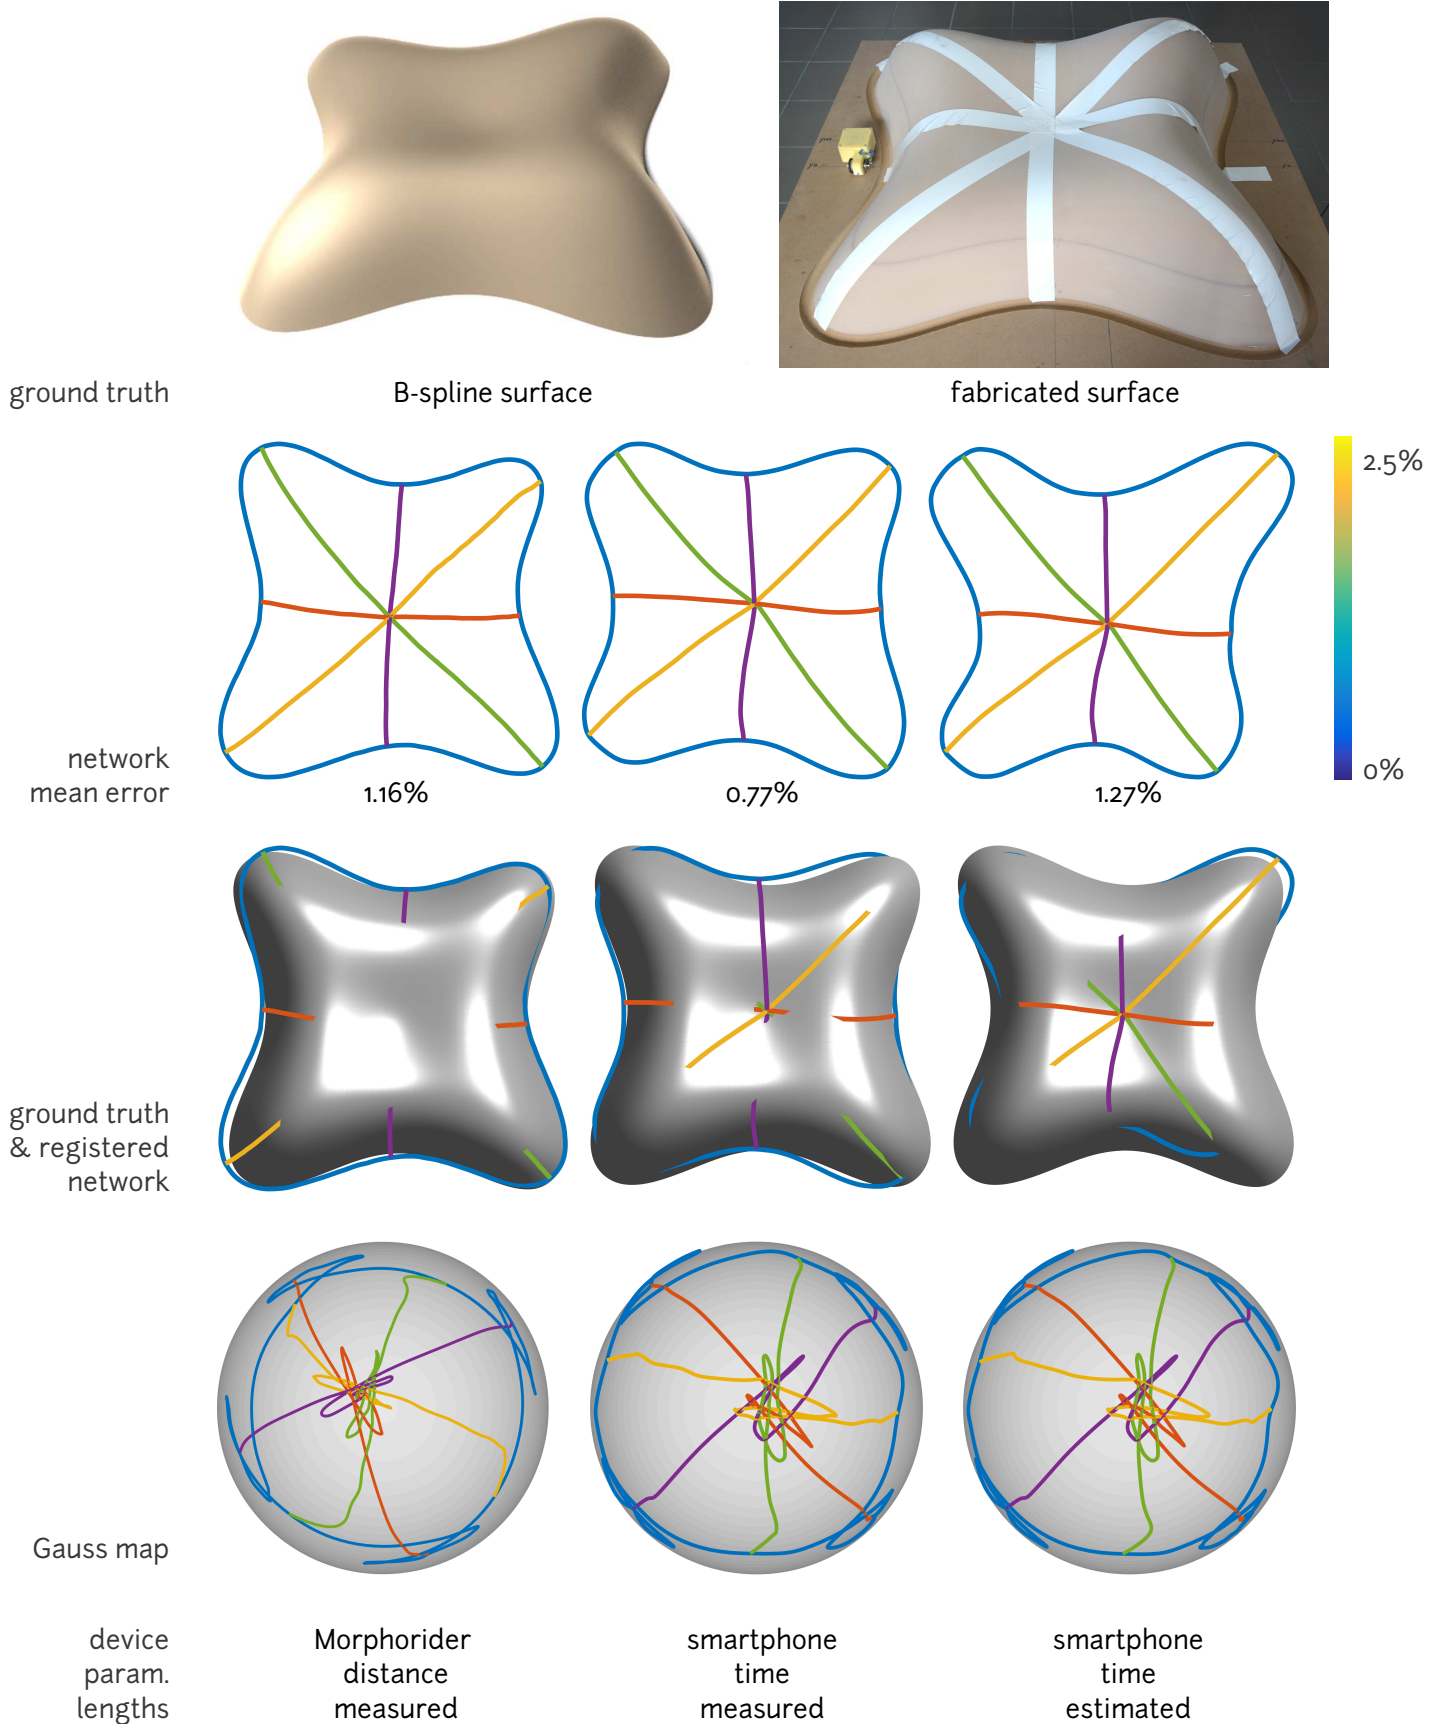 ground truth
B-spline surface
fabricated surface
2.5%
0%
network
mean error
1.16%
0.77%
1.27%
ground truth
& registered
network
Gauss map
device
param.
lengths
Morphorider
distance
measured
smartphone
time
measured
smartphone
time
estimated